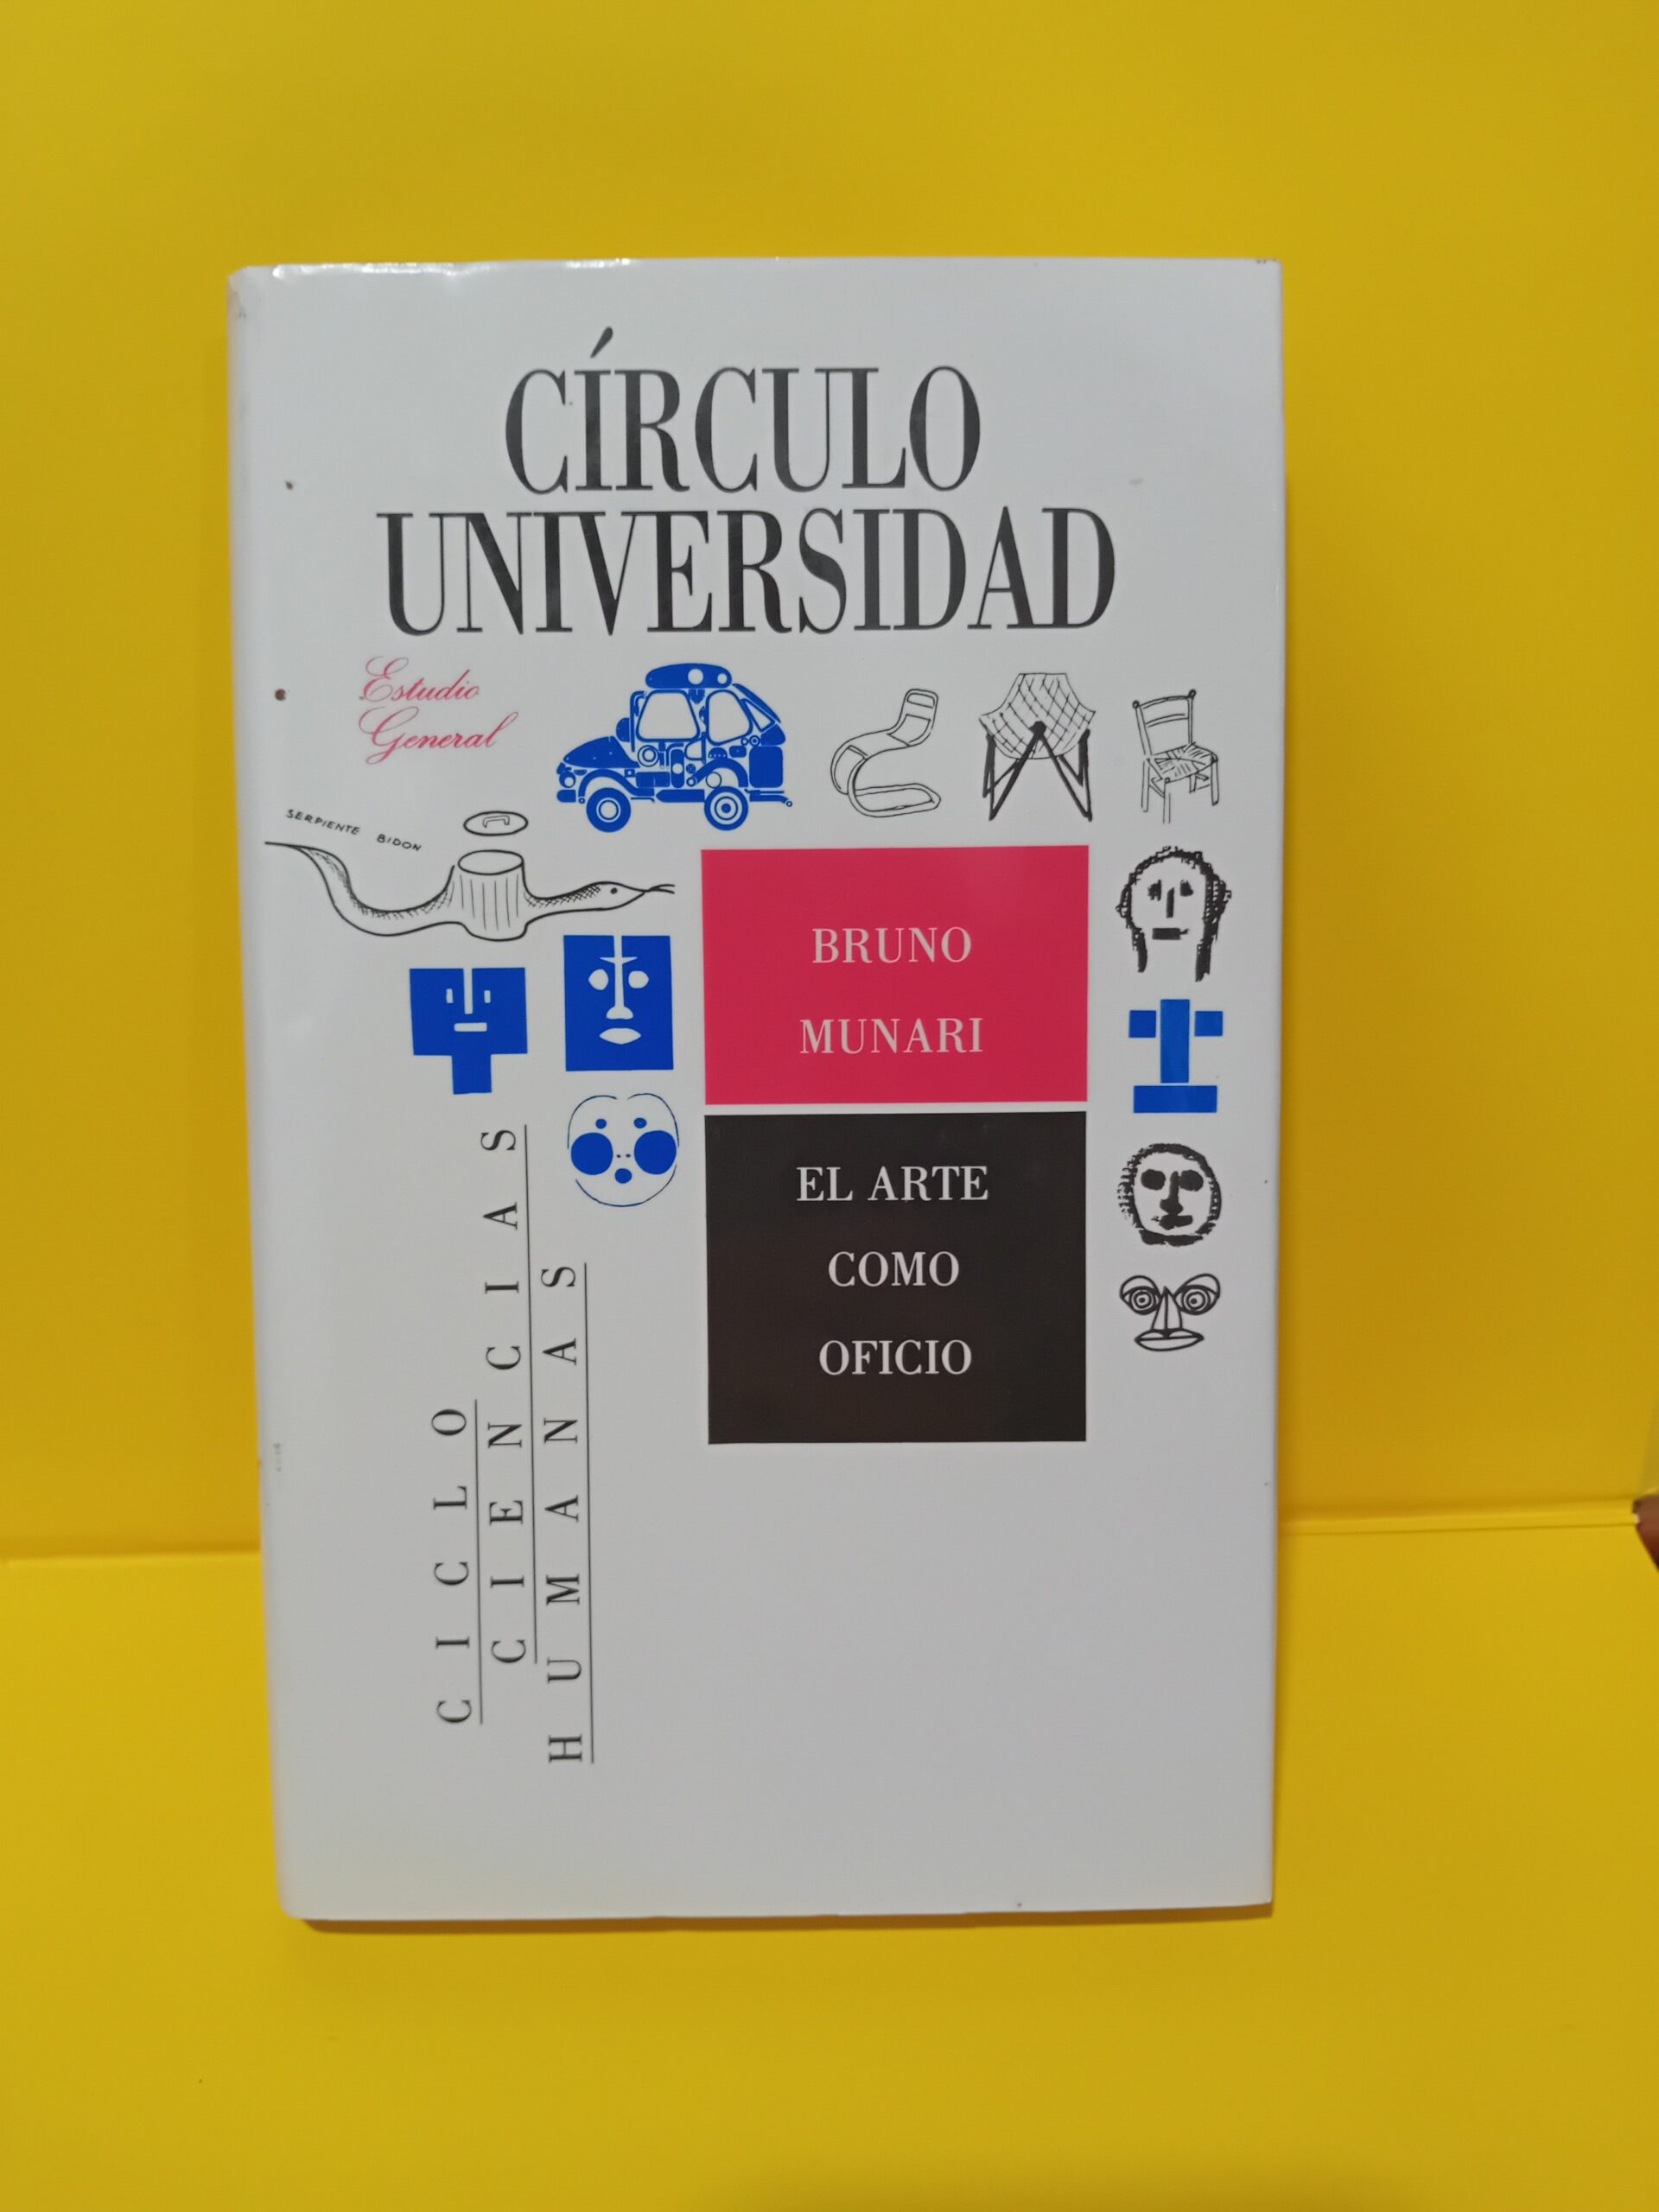 CÍRCULO
UNIVERSIDAD
Estudio
General
SERPIENTE BIDON
BRUNO
MUNARI
EL ARTE
COMO
OFICIO
CICLO
CIENCIAS
HUMANAS